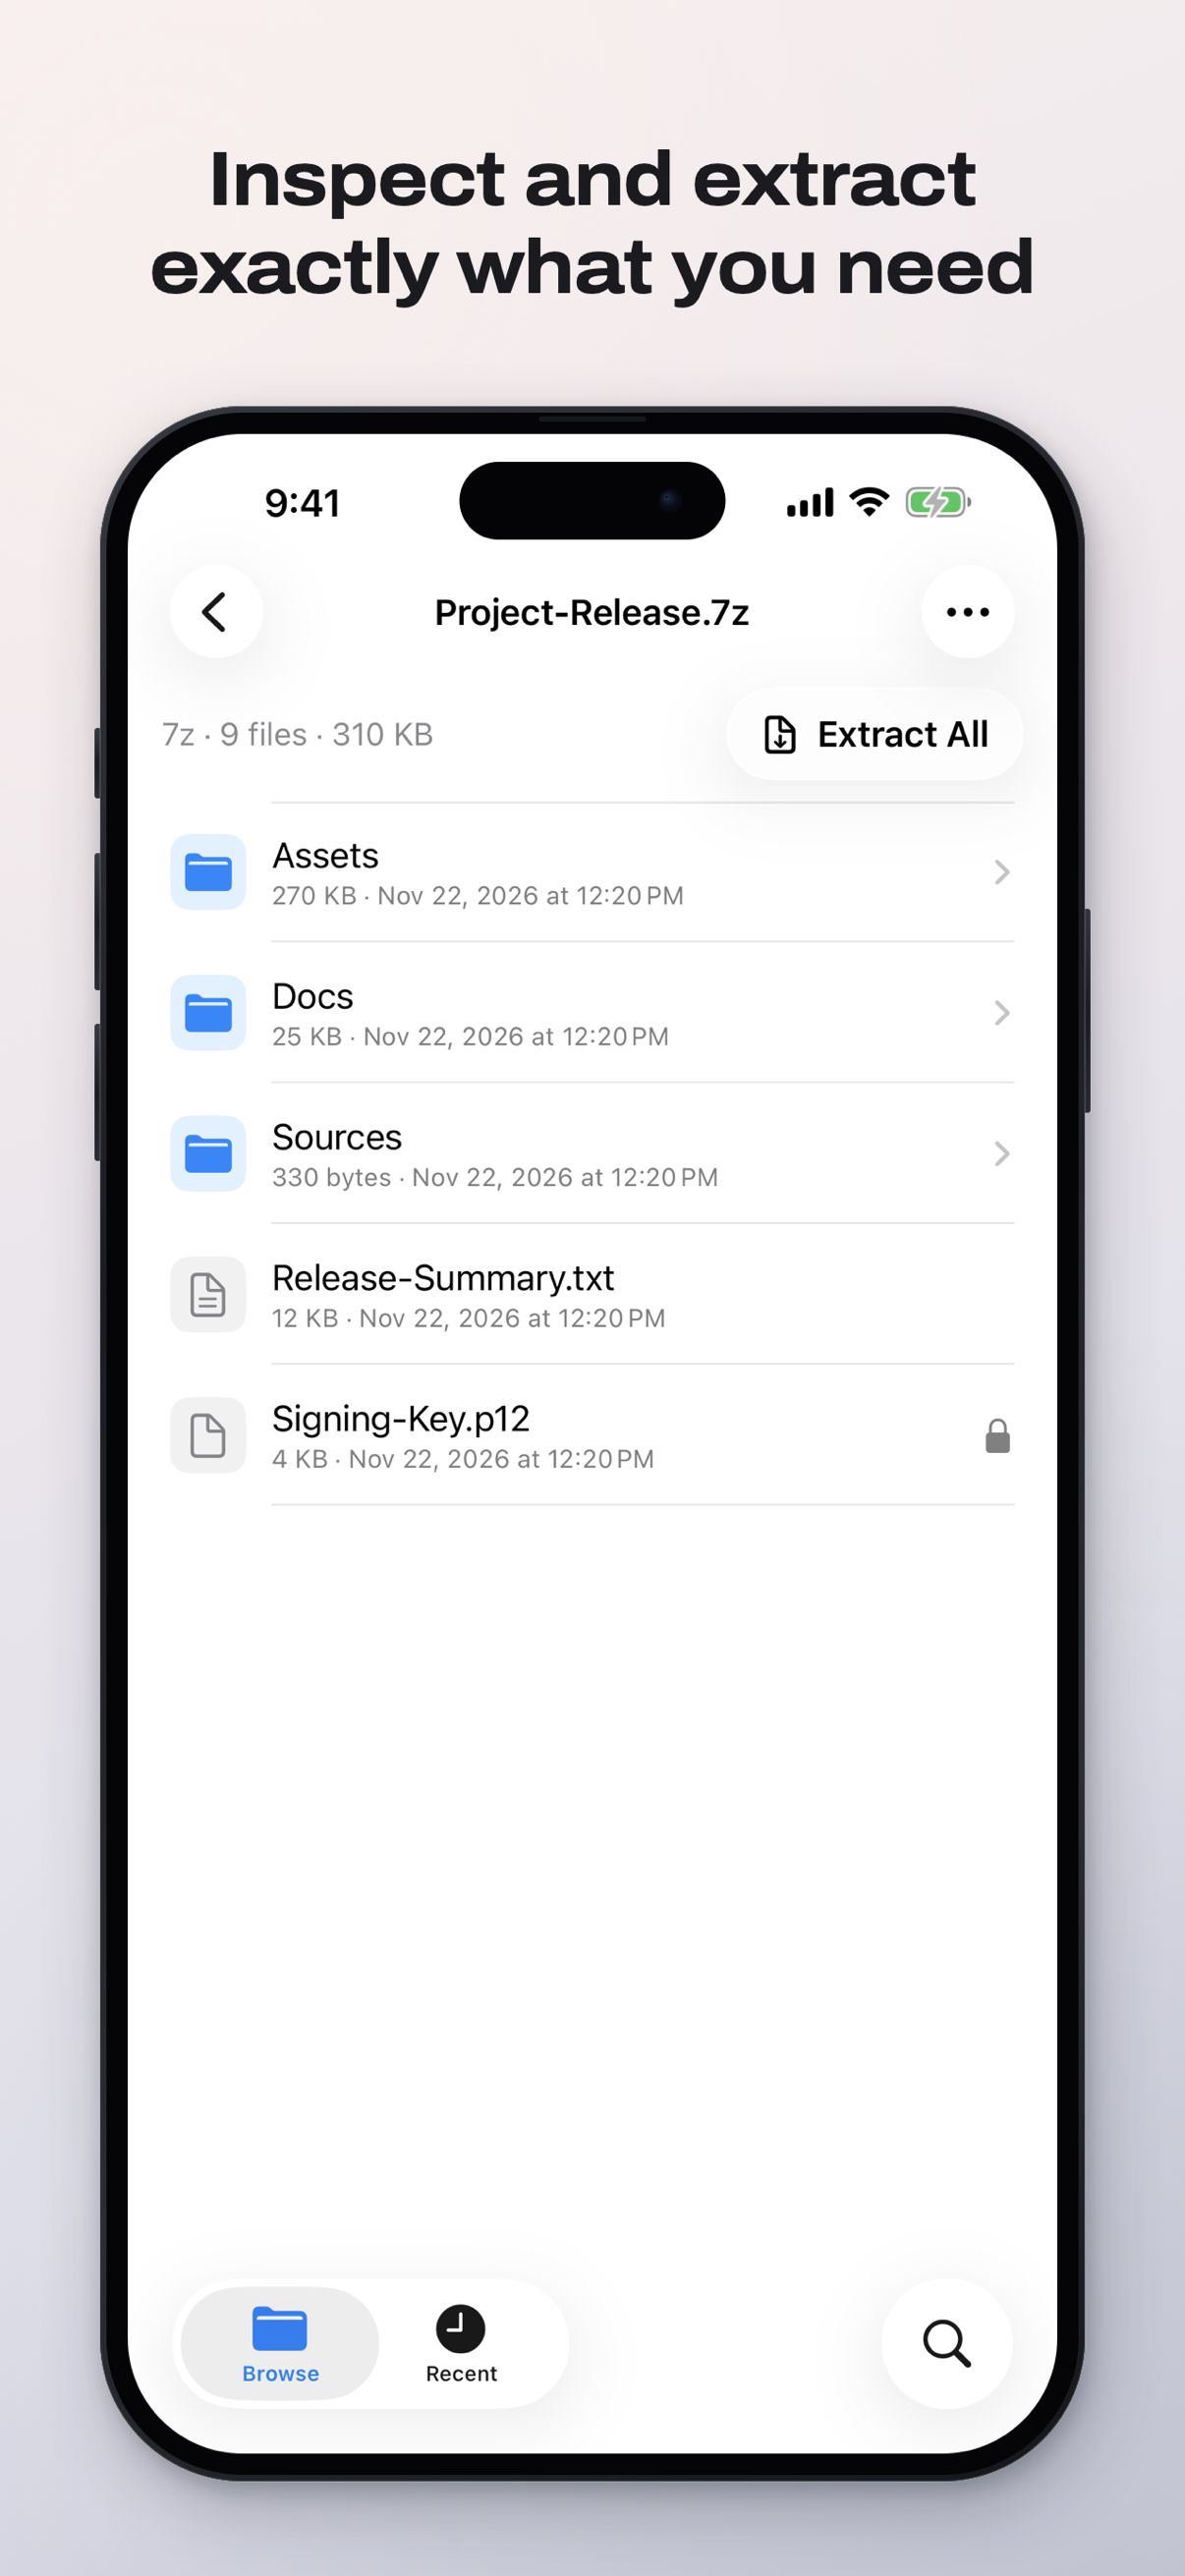 Inspect and extract
exactly what you need
9:41
Project-Release.7z
7z · 9 files · 310 KB
Extract All
Assets
270 KB · Nov 22, 2026 at 12:20 PM
Docs
25 KB · Nov 22, 2026 at 12:20 PM
Sources
330 bytes · Nov 22, 2026 at 12:20 PM
Release-Summary.txt
12 KB · Nov 22, 2026 at 12:20 PM
Signing-Key.p12
4 KB · Nov 22, 2026 at 12:20 PM
Browse
Recent